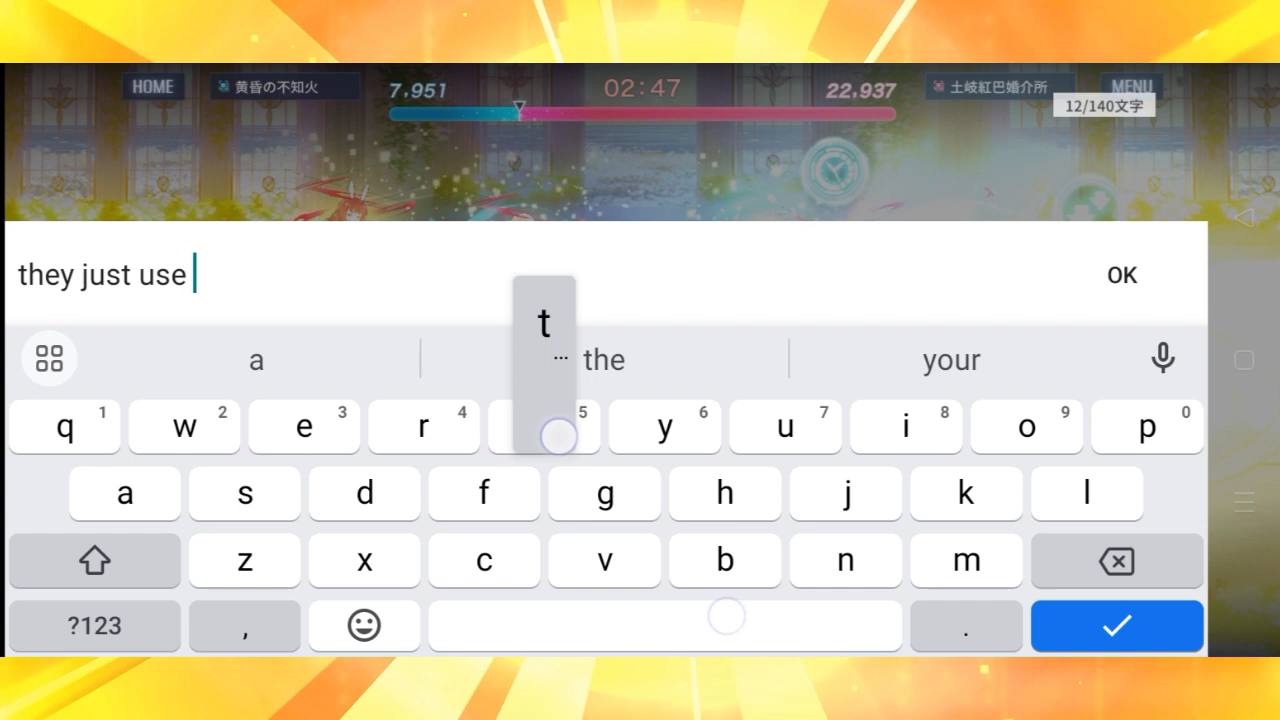 HOME 黄昏の不知火 7,951 02:47 22,937 土岐紅巴婚介所 MENU
12/140文字
they just use
OK
t
...
a the your
q 1 w 2 e 3 r 4 5 y 6 u 7 i 8 o 9 p 0
a s d f g h j k l
z x c v b n m
?123 , .